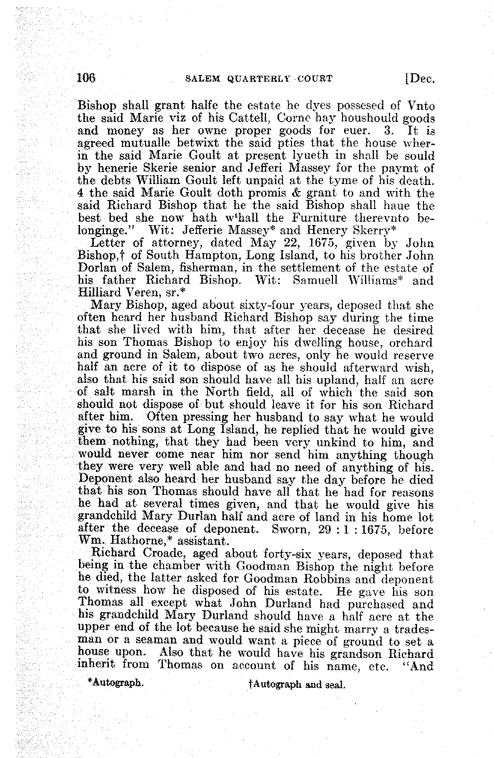 106 SALEM QUARTERLY COURT [Dec.
Bishop shall grant halfe the estate he dyes possesed of Vnto
the said Marie viz of his Cattell, Corne hay houshould goods
and money as her owne proper goods for euer. 3. It is
agreed mutualle betwixt the said pties that the house wher-
in the said Marie Goult at present lyueth in shall be sould
by henerie Skerie senior and Jefferi Massey for the paymt of
the debts William Goult left unpaid at the tyme of his death.
4 the said Marie Goult doth promis & grant to and with the
said Richard Bishop that he the said Bishop shall haue the
best bed she now hath wᵗhall the Furniture therevnto be-
longinge." Wit: Jefferie Massey* and Henery Skerry*
Letter of attorney, dated May 22, 1675, given by John
Bishop,† of South Hampton, Long Island, to his brother John
Dorlan of Salem, fisherman, in the settlement of the estate of
his father Richard Bishop. Wit: Samuell Williams* and
Hilliard Veren, sr.*
Mary Bishop, aged about sixty-four years, deposed that she
often heard her husband Richard Bishop say during the time
that she lived with him, that after her decease he desired
his son Thomas Bishop to enjoy his dwelling house, orchard
and ground in Salem, about two acres, only he would reserve
half an acre of it to dispose of as he should afterward wish,
also that his said son should have all his upland, half an acre
of salt marsh in the North field, all of which the said son
should not dispose of but should leave it for his son Richard
after him. Often pressing her husband to say what he would
give to his sons at Long Island, he replied that he would give
them nothing, that they had been very unkind to him, and
would never come near him nor send him anything though
they were very well able and had no need of anything of his.
Deponent also heard her husband say the day before he died
that his son Thomas should have all that he had for reasons
he had at several times given, and that he would give his
grandchild Mary Durlan half and acre of land in his home lot
after the decease of deponent. Sworn, 29 : 1 : 1675, before
Wm. Hathorne,* assistant.
Richard Croade, aged about forty-six years, deposed that
being in the chamber with Goodman Bishop the night before
he died, the latter asked for Goodman Robbins and deponent
to witness how he disposed of his estate. He gave his son
Thomas all except what John Durland had purchased and
his grandchild Mary Durland should have a half acre at the
upper end of the lot because he said she might marry a trades-
man or a seaman and would want a piece of ground to set a
house upon. Also that he would have his grandson Richard
inherit from Thomas on account of his name, etc. "And
*Autograph. †Autograph and seal.